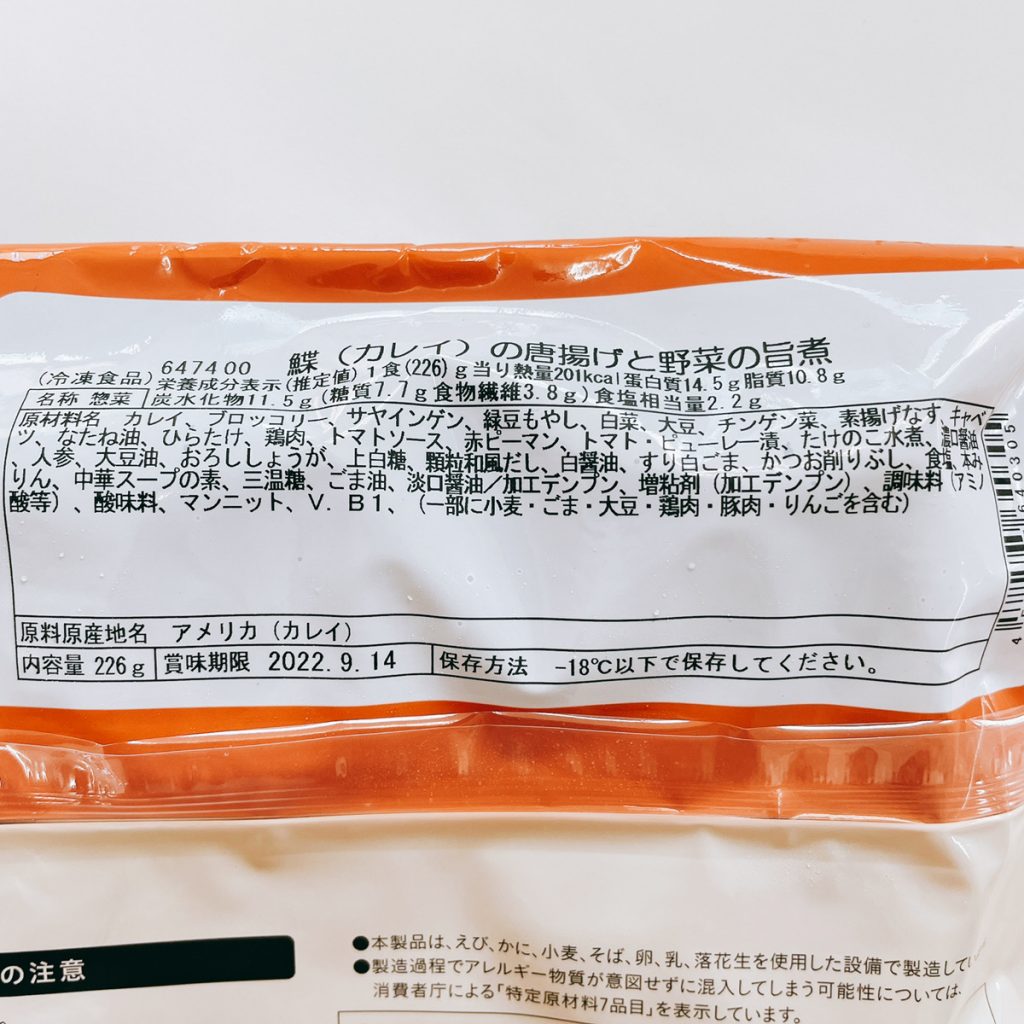 (冷凍食品) 647400 鰈(カレイ)の唐揚げと野菜の旨煮
名称 惣菜
栄養成分表示(推定値)1食(226)g当り熱量201kcal蛋白質14.5g脂質10.8g
炭水化物11.5g(糖質7.7g食物繊維3.8g)食塩相当量2.2g
原材料名 カレイ、ブロッコリー、サヤインゲン、緑豆もやし、白菜、大豆、チンゲン菜、素揚げなす、キャベ
ツ、なたね油、ひらたけ、鶏肉、トマトソース、赤ピーマン、トマト・ピューレー漬、たけのこ水煮、濃口醤油
、人参、大豆油、おろししょうが、上白糖、顆粒和風だし、白醤油、すり白ごま、かつお削りぶし、食塩、本み
りん、中華スープの素、三温糖、ごま油、淡口醤油/加工デンプン、増粘剤(加工デンプン)、調味料(アミノ
酸等)、酸味料、マンニット、V.B1、(一部に小麦・ごま・大豆・鶏肉・豚肉・りんごを含む)
原料原産地名 アメリカ(カレイ)
内容量 226g 賞味期限 2022.9.14 保存方法 -18℃以下で保存してください。
の注意
●本製品は、えび、かに、小麦、そば、卵、乳、落花生を使用した設備で製造して
●製造過程でアレルギー物質が意図せずに混入してしまう可能性については、
消費者庁による「特定原材料7品目」を表示しています。